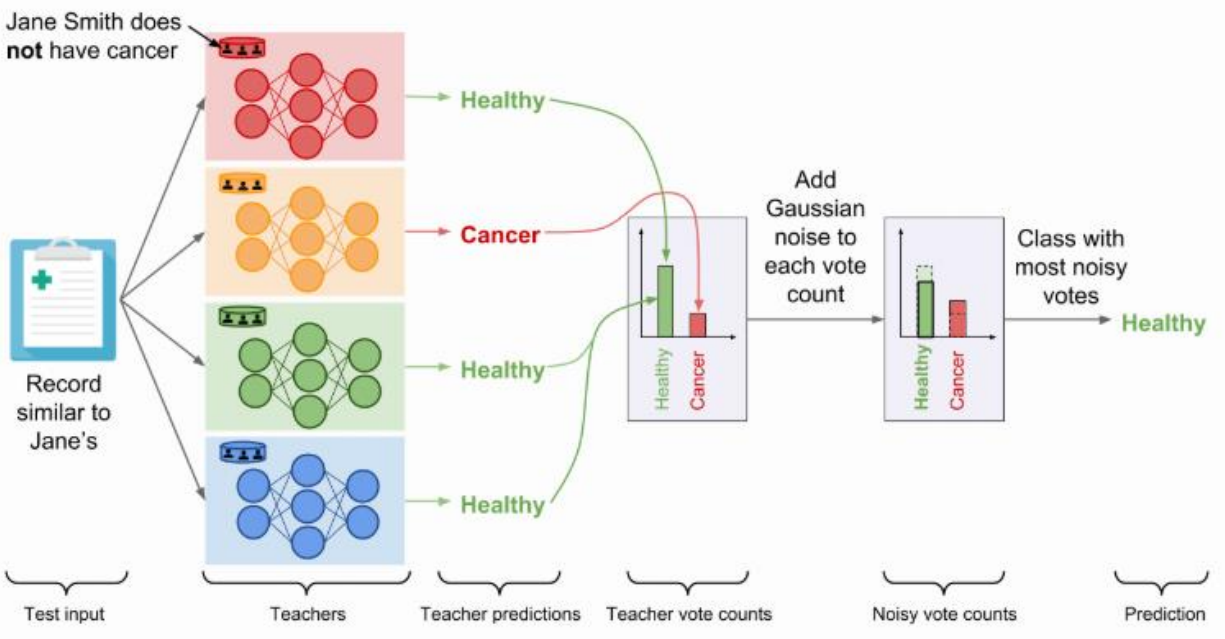 Jane Smith does
not have cancer
Record
similar to
Jane's
Healthy
Cancer
Healthy
Healthy
Healthy
Cancer
Add
Gaussian
noise to
each vote
count
Healthy
Cancer
Class with
most noisy
votes
Healthy
Test input
Teachers
Teacher predictions
Teacher vote counts
Noisy vote counts
Prediction